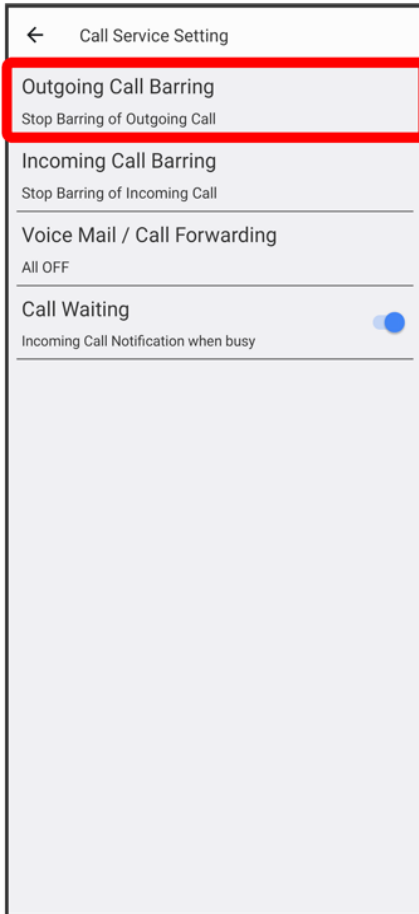 Call Service Setting
Outgoing Call Barring
Stop Barring of Outgoing Call
Incoming Call Barring
Stop Barring of Incoming Call
Voice Mail / Call Forwarding
All OFF
Call Waiting
Incoming Call Notification when busy